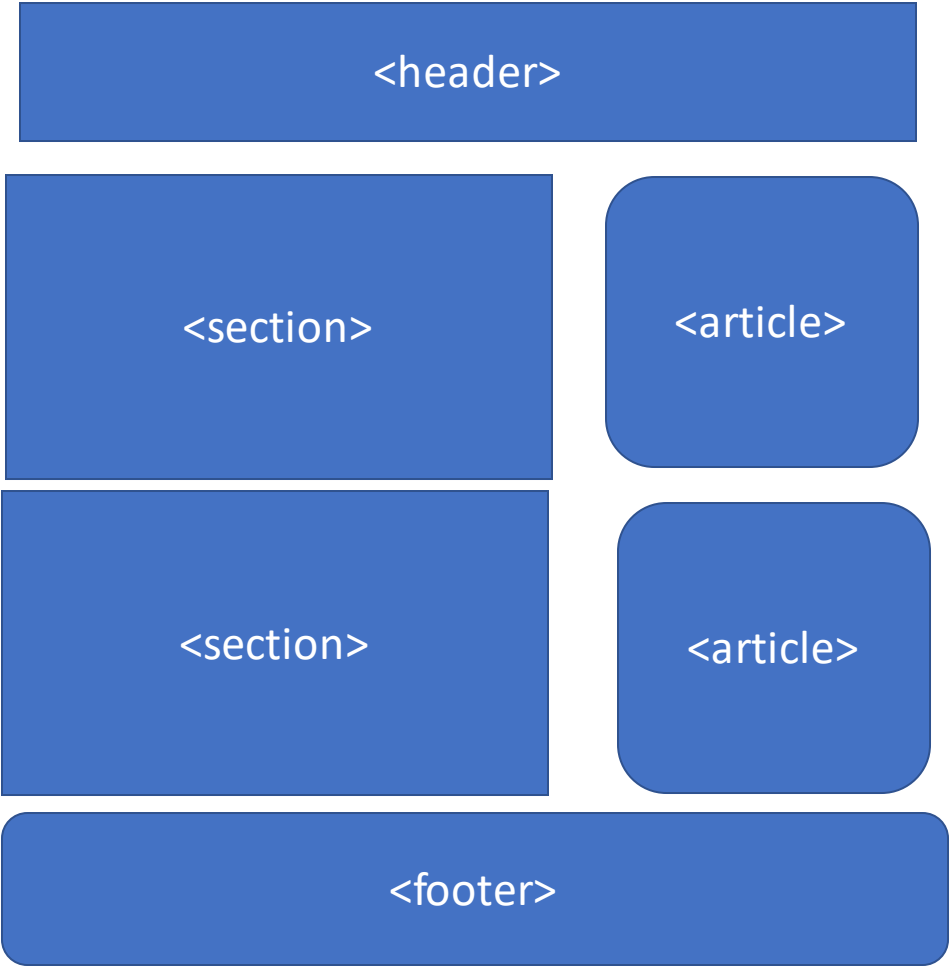 <header>
<section>
<article>
<section>
<article>
<footer>